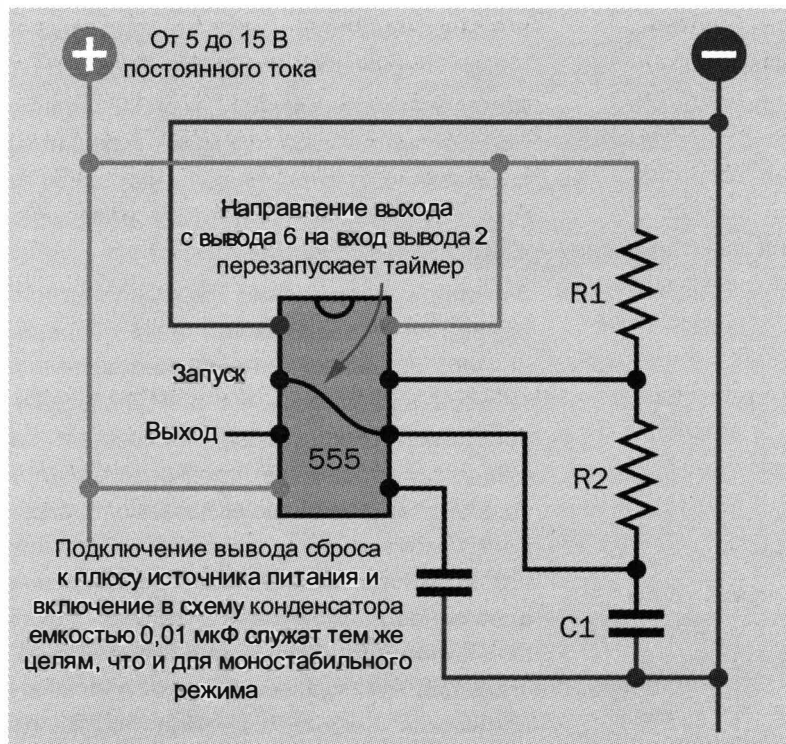 От 5 до 15 В
постоянного тока
Направление выхода
с вывода 6 на вход вывода 2
перезапускает таймер
R1
Запуск
Выход
555
R2
Подключение вывода сброса
к плюсу источника питания и
включение в схему конденсатора
емкостью 0,01 мкФ служат тем же
целям, что и для моностабильного
режима
C1